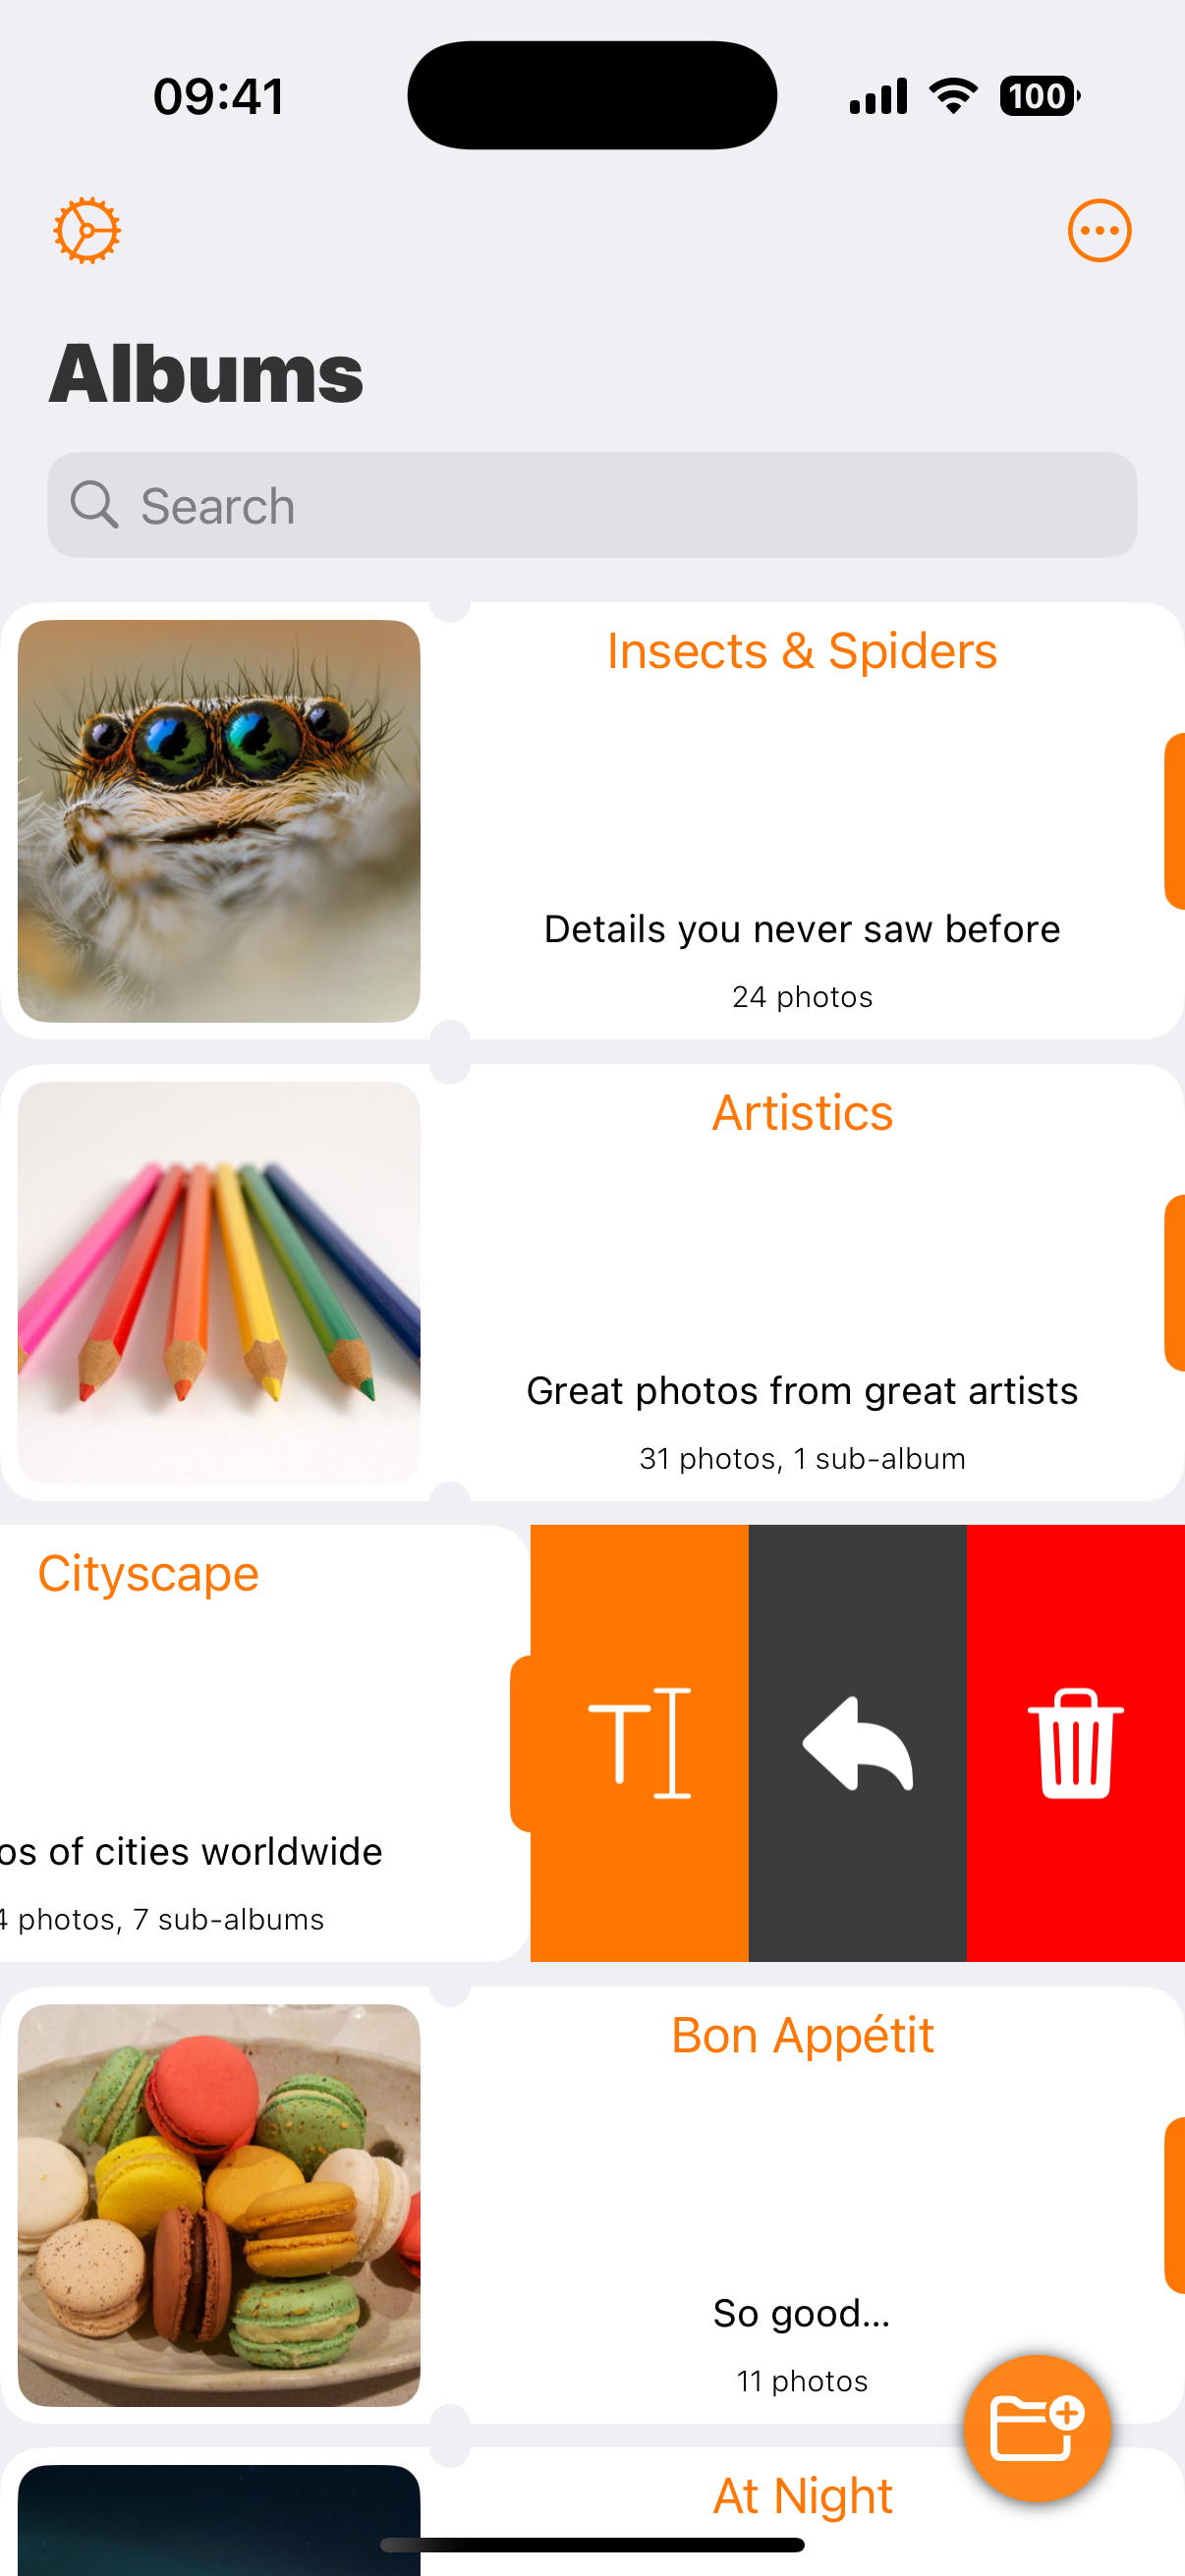 09:41
100
Albums
Search
Insects & Spiders
Details you never saw before
24 photos
Artistics
Great photos from great artists
31 photos, 1 sub-album
Cityscape
of cities worldwide
photos, 7 sub-albums
Bon Appétit
So good...
11 photos
At Night